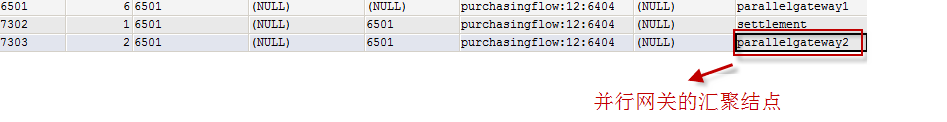 6501 6 6501 (NULL) (NULL) purchasingflow:12:6404 (NULL) parallelgateway1
7302 1 6501 (NULL) 6501 purchasingflow:12:6404 (NULL) settlement
7303 2 6501 (NULL) 6501 purchasingflow:12:6404 (NULL) parallelgateway2
并行网关的汇聚结点